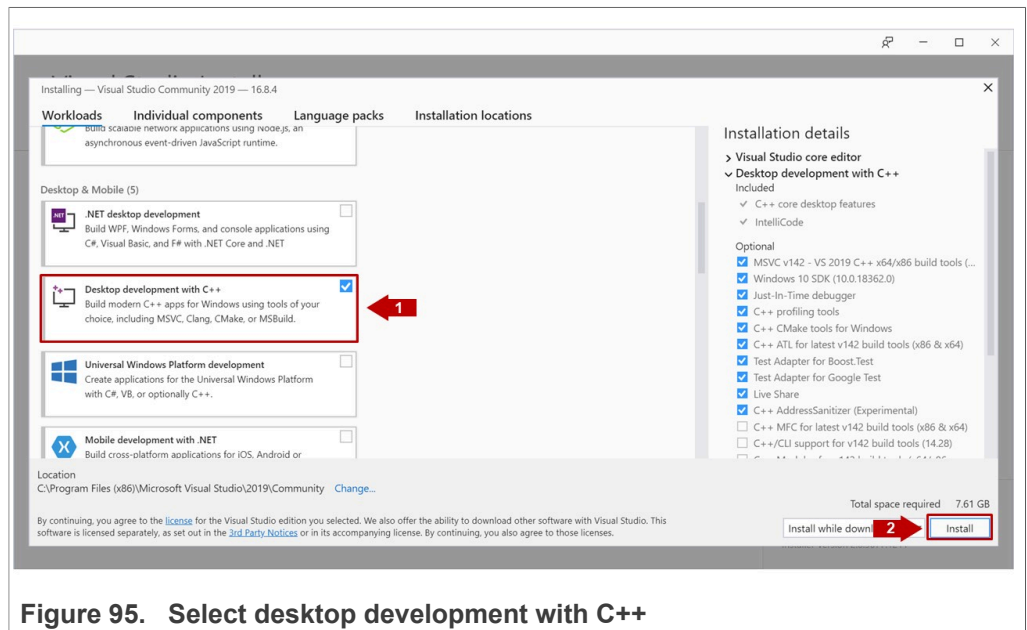 Installing — Visual Studio Community 2019 — 16.8.4
Workloads Individual components Language packs Installation locations
Build scalable network applications using Node.js, an
asynchronous event-driven JavaScript runtime.
Desktop & Mobile (5)
.NET desktop development
Build WPF, Windows Forms, and console applications using
C#, Visual Basic, and F# with .NET Core and .NET
Desktop development with C++
Build modern C++ apps for Windows using tools of your
choice, including MSVC, Clang, CMake, or MSBuild.
1
Universal Windows Platform development
Create applications for the Universal Windows Platform
with C#, VB, or optionally C++.
Mobile development with .NET
Build cross-platform applications for iOS, Android or
Installation details
Visual Studio core editor
Desktop development with C++
Included
C++ core desktop features
IntelliCode
Optional
MSVC v142 - VS 2019 C++ x64/x86 build tools (...
Windows 10 SDK (10.0.18362.0)
Just-In-Time debugger
C++ profiling tools
C++ CMake tools for Windows
C++ ATL for latest v142 build tools (x86 & x64)
Test Adapter for Boost.Test
Test Adapter for Google Test
Live Share
C++ AddressSanitizer (Experimental)
C++ MFC for latest v142 build tools (x86 & x64)
C++/CLI support for v142 build tools (14.28)
Location
C:\Program Files (x86)\Microsoft Visual Studio\2019\Community Change...
Total space required 7.61 GB
By continuing, you agree to the license for the Visual Studio edition you selected. We also offer the ability to download other software with Visual Studio. This
software is licensed separately, as set out in the 3rd Party Notices or in its accompanying license. By continuing, you also agree to those licenses.
Install while downl 2 Install
Figure 95. Select desktop development with C++